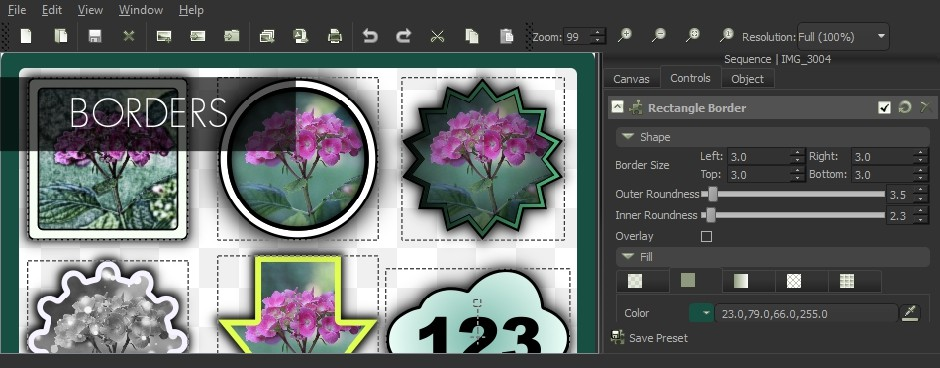 File Edit View Window Help
Zoom: 99 Resolution: Full (100%)
Sequence | IMG_3004
Canvas Controls Object
BORDERS
Rectangle Border
Shape
Border Size Left: 3.0 Right: 3.0
Top: 3.0 Bottom: 3.0
Outer Roundness 3.5
Inner Roundness 2.3
Overlay
Fill
Color 23.0,79.0,66.0,255.0
123
Save Preset